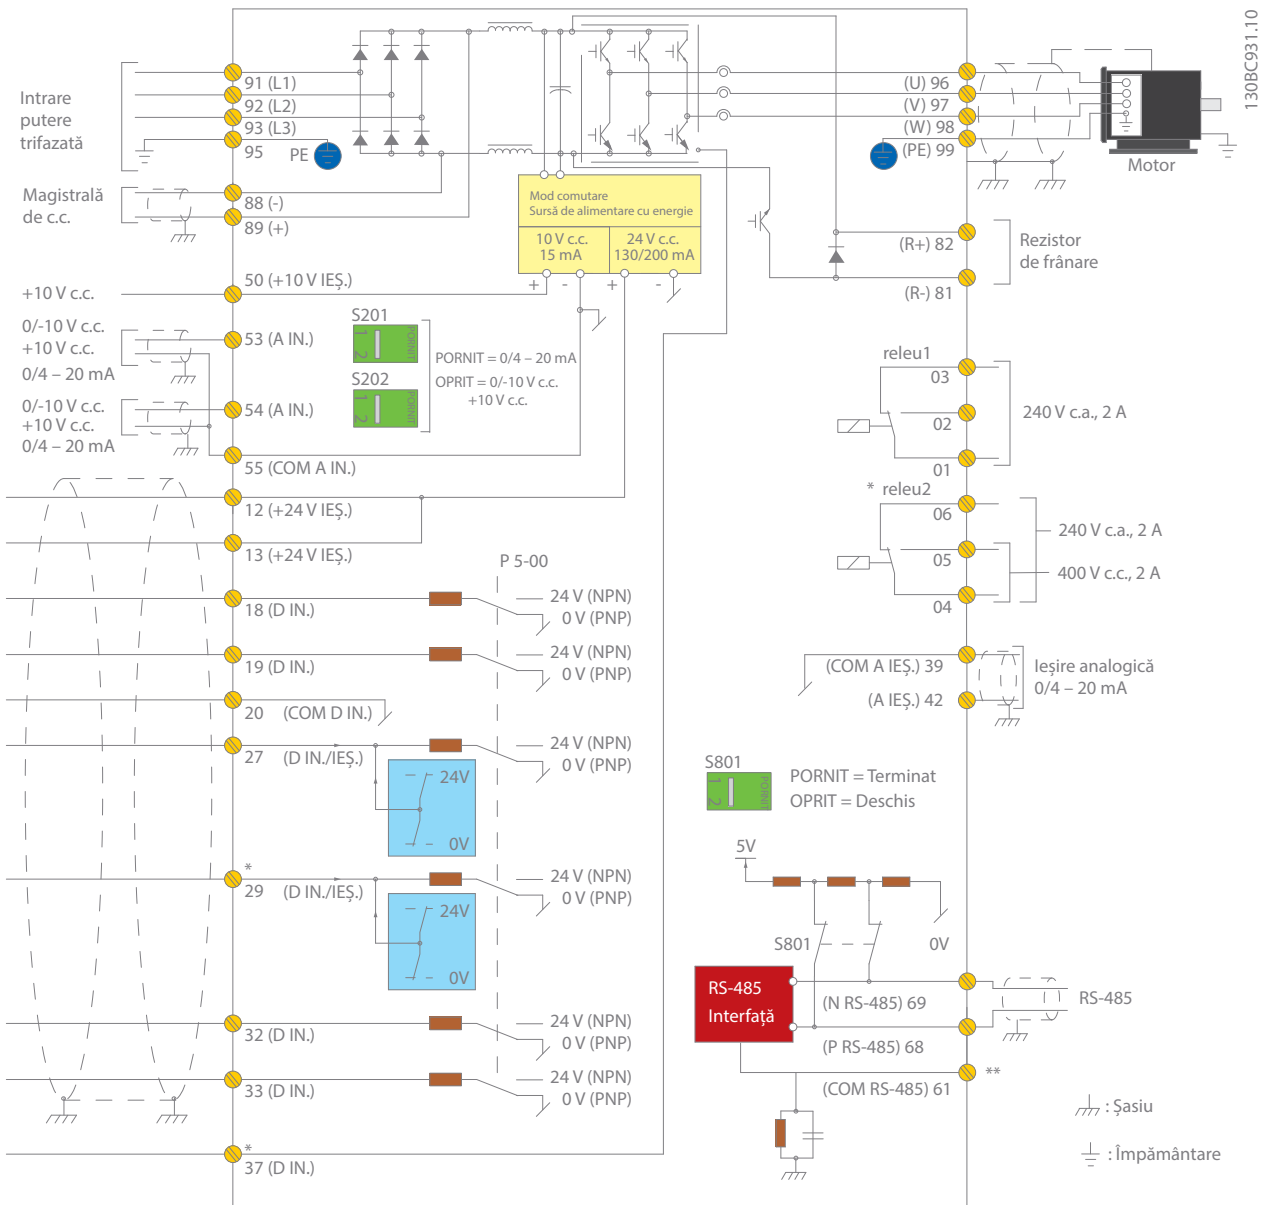 130BC931.10
Intrare
putere
trifazată
91 (L1)
92 (L2)
93 (L3)
95
PE
Magistrală
de c.c.
88 (-)
89 (+)
+10 V c.c.
50 (+10 V IEȘ.)
0/-10 V c.c.
+10 V c.c.
0/4 – 20 mA
53 (A IN.)
0/-10 V c.c.
+10 V c.c.
0/4 – 20 mA
54 (A IN.)
55 (COM A IN.)
12 (+24 V IEȘ.)
13 (+24 V IEȘ.)
18 (D IN.)
19 (D IN.)
20 (COM D IN.)
27 (D IN./IEȘ.)
*
29 (D IN./IEȘ.)
32 (D IN.)
33 (D IN.)
*
37 (D IN.)
Mod comutare
Sursă de alimentare cu energie
10 V c.c.
15 mA
24 V c.c.
130/200 mA
+ - + -
S201
1 2
PORNIT
S202
1 2
PORNIT
PORNIT = 0/4 – 20 mA
OPRIT = 0/-10 V c.c.
+10 V c.c.
P 5-00
24 V (NPN)
0 V (PNP)
24 V (NPN)
0 V (PNP)
24 V (NPN)
0 V (PNP)
24V
0V
24 V (NPN)
0 V (PNP)
24V
0V
24 V (NPN)
0 V (PNP)
24 V (NPN)
0 V (PNP)
(U) 96
(V) 97
(W) 98
(PE) 99
Motor
(R+) 82
(R-) 81
Rezistor
de frânare
releu1
03
02
01
240 V c.a., 2 A
* releu2
06
05
04
240 V c.a., 2 A
400 V c.c., 2 A
(COM A IEȘ.) 39
(A IEȘ.) 42
Ieșire analogică
0/4 – 20 mA
S801
1 2
PORNIT
PORNIT = Terminat
OPRIT = Deschis
5V
S801
0V
RS-485
Interfață
(N RS-485) 69
(P RS-485) 68
(COM RS-485) 61
RS-485
**
: Șasiu
: Împământare